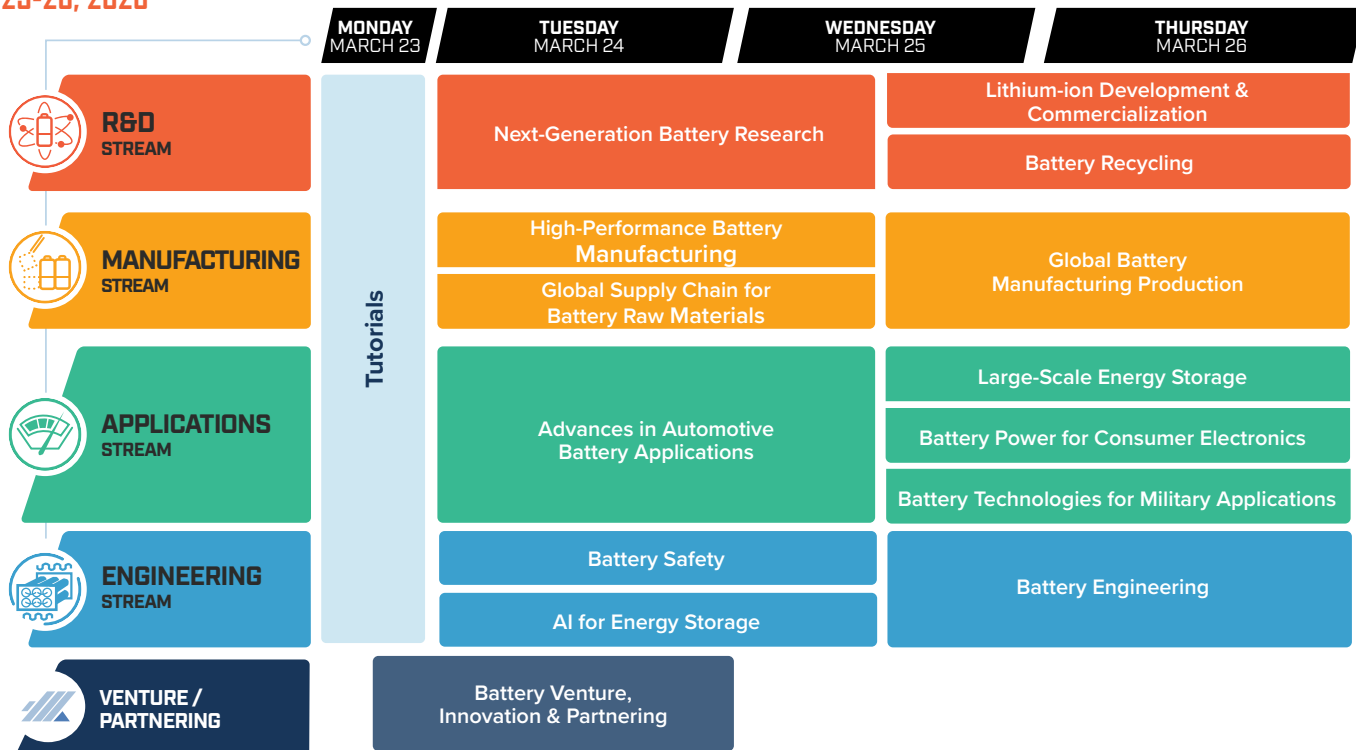 MONDAY
MARCH 23
TUESDAY
MARCH 24
WEDNESDAY
MARCH 25
THURSDAY
MARCH 26
R&D
STREAM
Next-Generation Battery Research
Lithium-ion Development &
Commercialization
Battery Recycling
MANUFACTURING
STREAM
High-Performance Battery
Manufacturing
Global Supply Chain for
Battery Raw Materials
Global Battery
Manufacturing Production
Tutorials
APPLICATIONS
STREAM
Advances in Automotive
Battery Applications
Large-Scale Energy Storage
Battery Power for Consumer Electronics
Battery Technologies for Military Applications
ENGINEERING
STREAM
Battery Safety
AI for Energy Storage
Battery Engineering
VENTURE /
PARTNERING
Battery Venture,
Innovation & Partnering